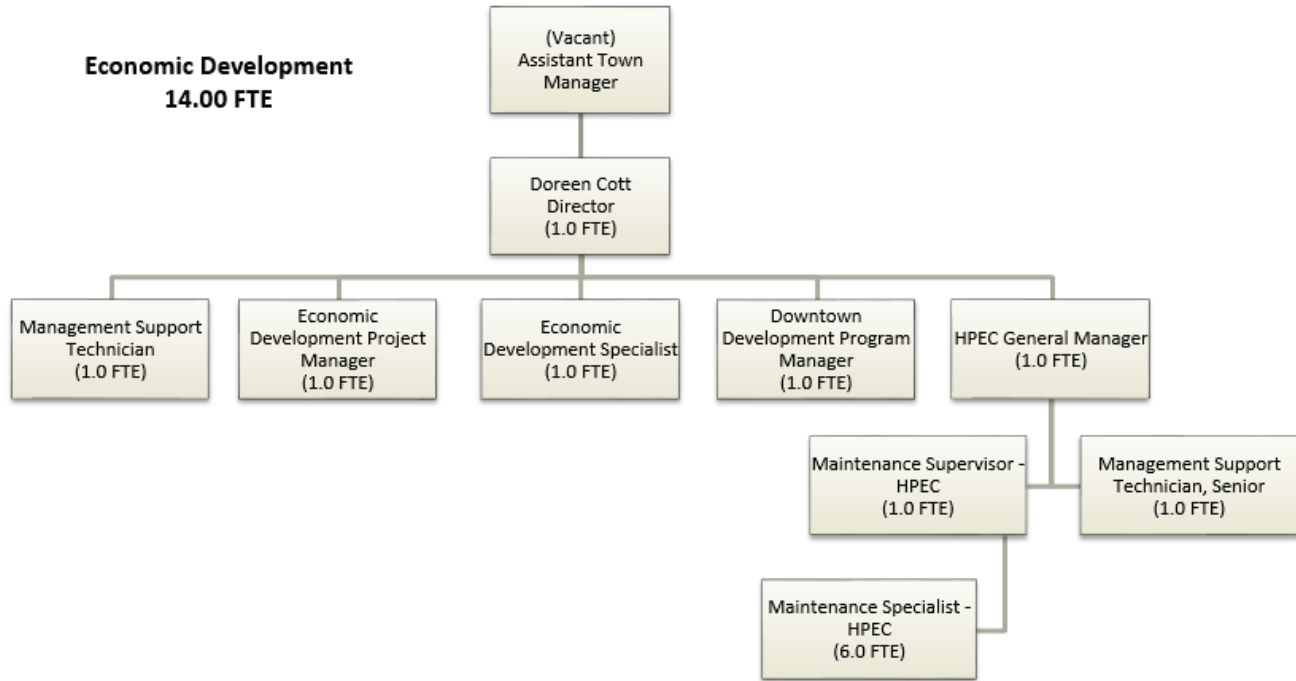 Economic Development
14.00 FTE
(Vacant)
Assistant Town
Manager
Doreen Cott
Director
(1.0 FTE)
Management Support
Technician
(1.0 FTE)
Economic
Development Project
Manager
(1.0 FTE)
Economic
Development Specialist
(1.0 FTE)
Downtown
Development Program
Manager
(1.0 FTE)
HPEC General Manager
(1.0 FTE)
Maintenance Supervisor -
HPEC
(1.0 FTE)
Management Support
Technician, Senior
(1.0 FTE)
Maintenance Specialist -
HPEC
(6.0 FTE)